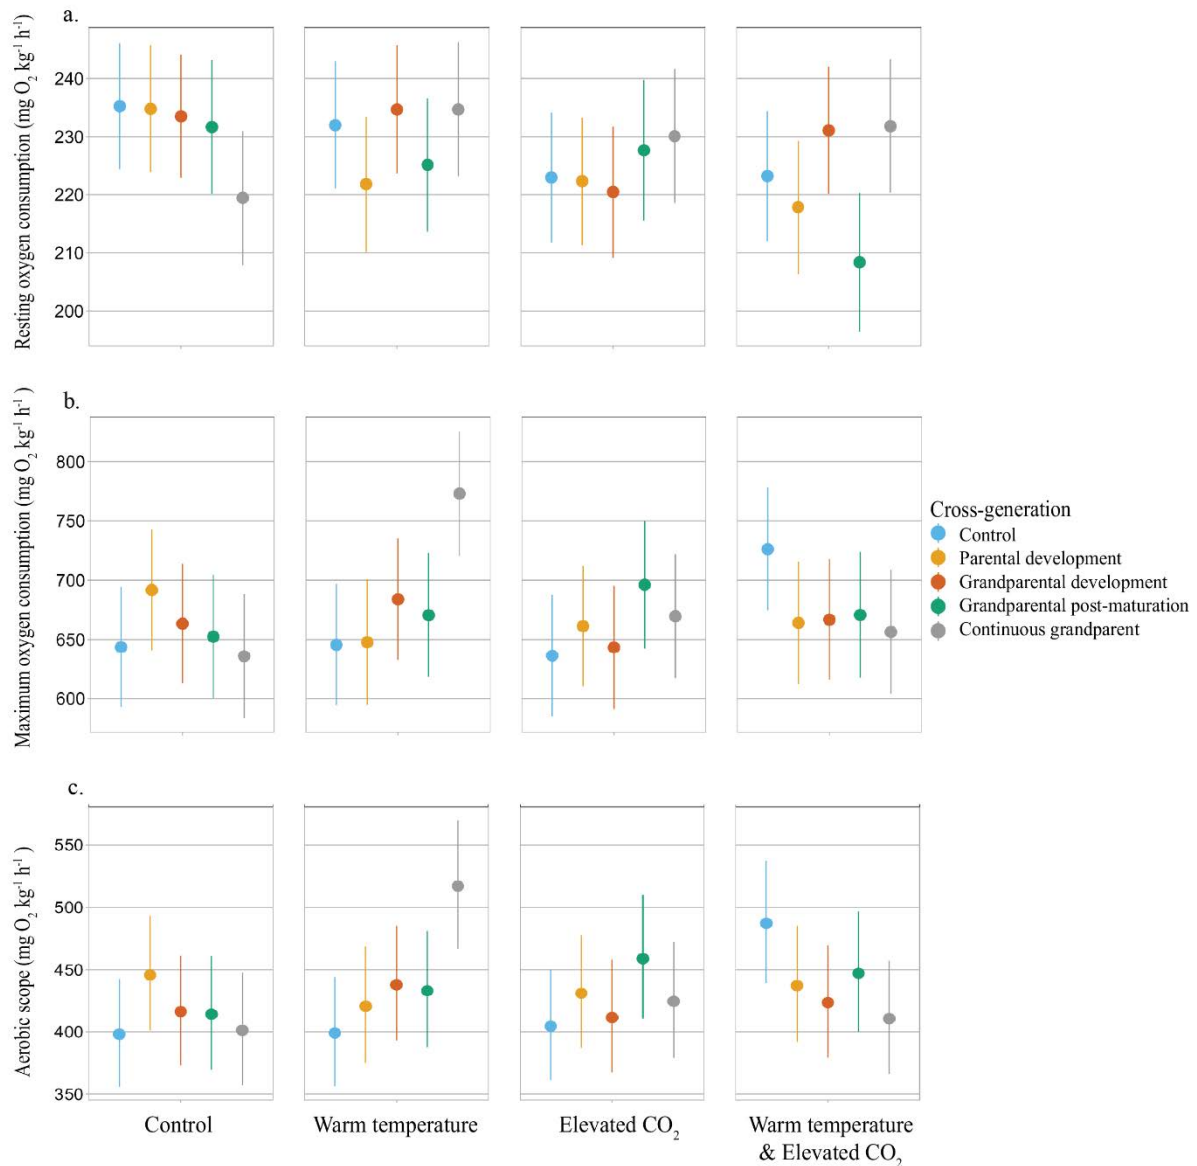 a.
Resting oxygen consumption (mg O₂ kg⁻¹ h⁻¹)
240
230
220
210
200
b.
Maximum oxygen consumption (mg O₂ kg⁻¹ h⁻¹ )
800
750
700
650
600
Cross-generation
Control
Parental development
Grandparental development
Grandparental post-maturation
Continuous grandparent
c.
Aerobic scope (mg O₂ kg⁻¹ h⁻¹ )
550
500
450
400
350
Control
Warm temperature
Elevated CO₂
Warm temperature
& Elevated CO₂